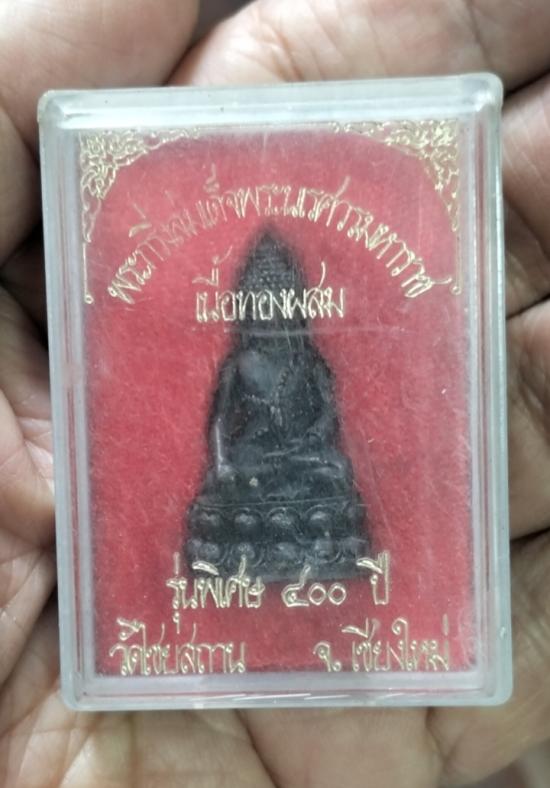 พระกริ่งสมเด็จพระนเรศวรมหาราช
เนื้อทองผสม
รุ่นพิเศษ ๔๐๐ ปี
วัดไชยสถาน จ.เชียงใหม่